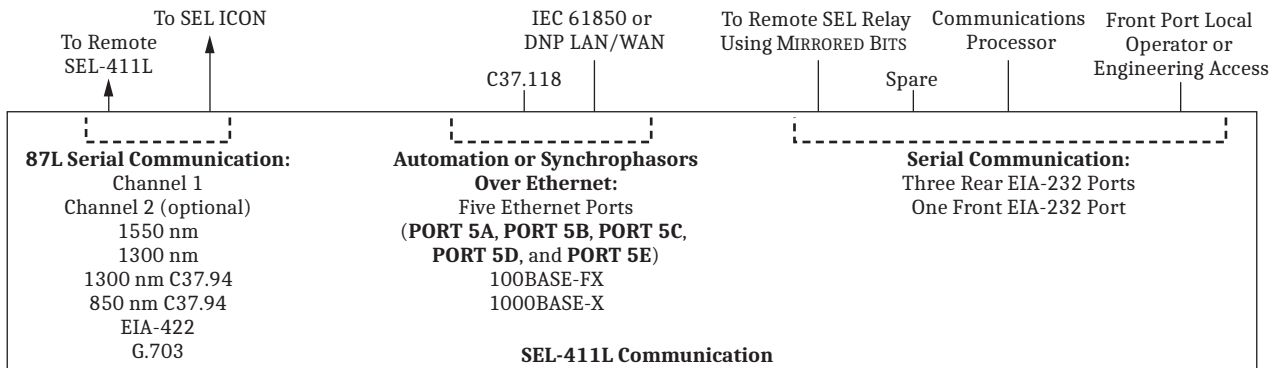 To SEL ICON
To Remote
SEL-411L
IEC 61850 or
DNP LAN/WAN
C37.118
To Remote SEL Relay
Using MIRRORED BITS
Spare
Communications
Processor
Front Port Local
Operator or
Engineering Access
87L Serial Communication:
Channel 1
Channel 2 (optional)
1550 nm
1300 nm
1300 nm C37.94
850 nm C37.94
EIA-422
G.703
Automation or Synchrophasors
Over Ethernet:
Five Ethernet Ports
(PORT 5A, PORT 5B, PORT 5C,
PORT 5D, and PORT 5E)
100BASE-FX
1000BASE-X
Serial Communication:
Three Rear EIA-232 Ports
One Front EIA-232 Port
SEL-411L Communication